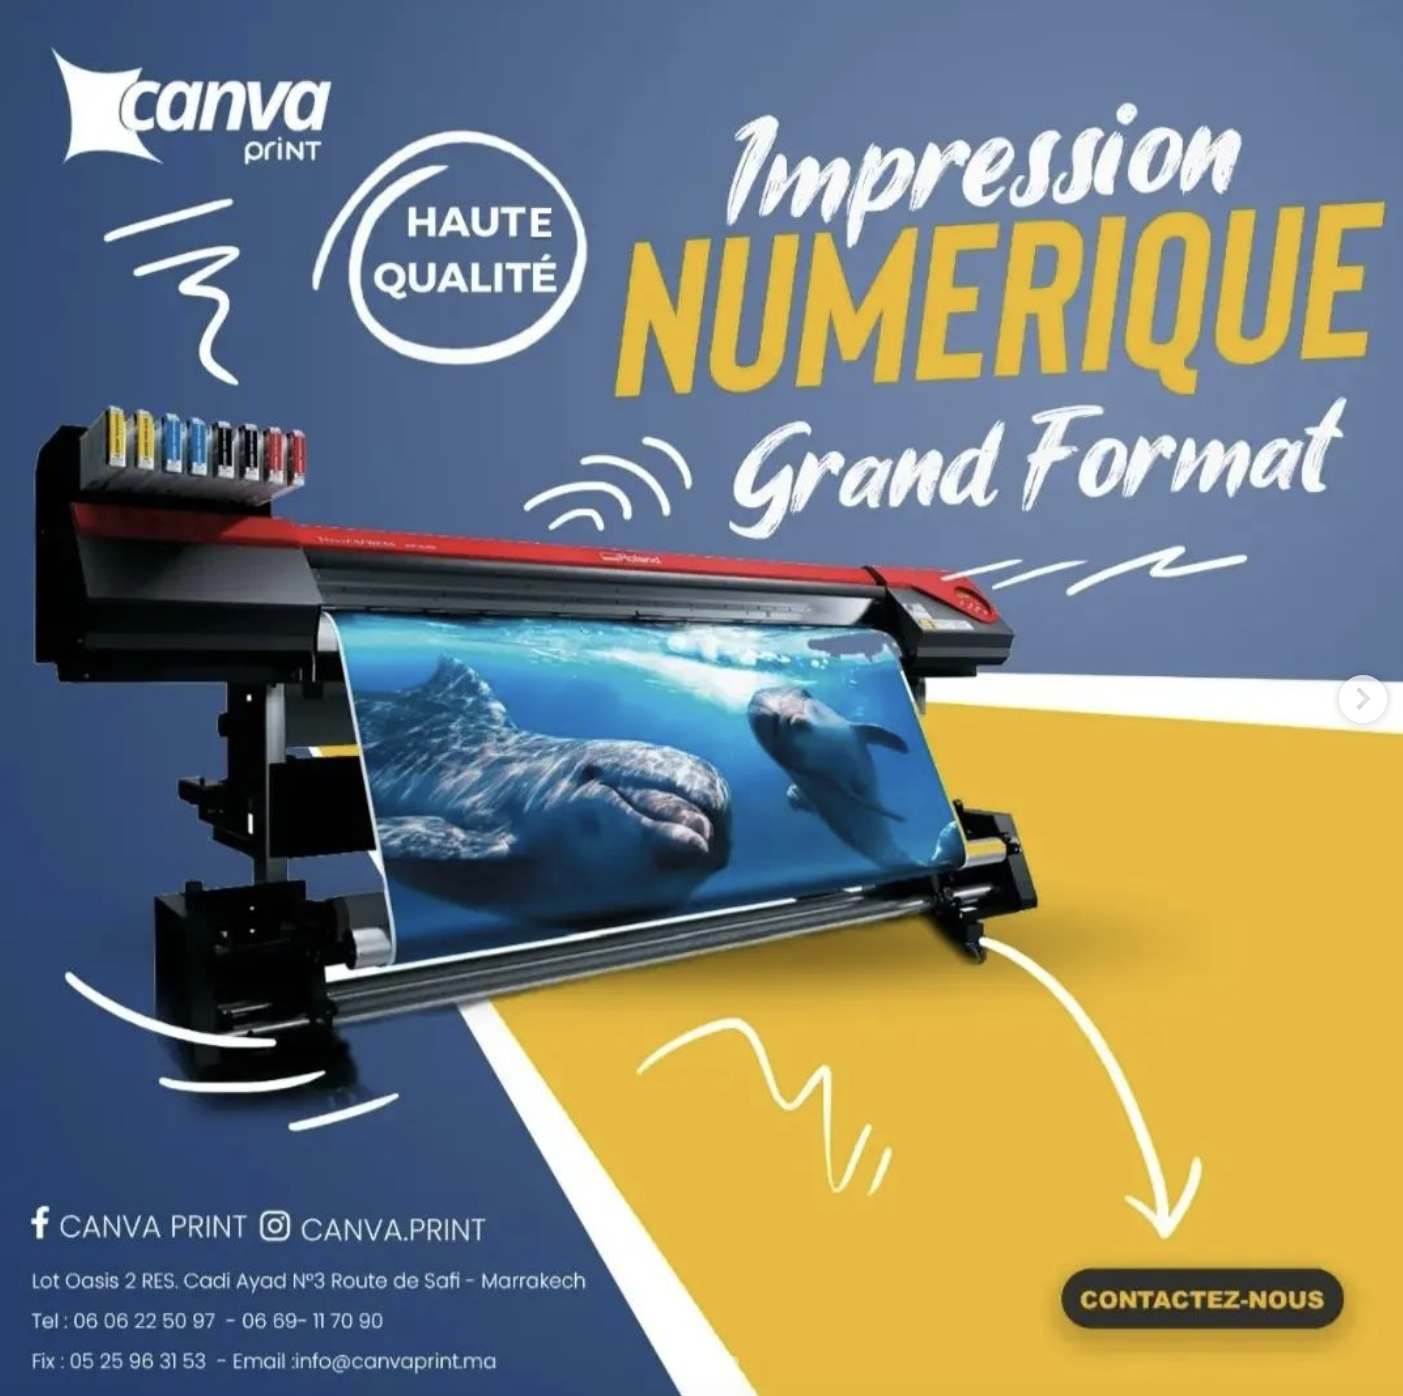 canva
print
HAUTE
QUALITÉ
Impression
NUMERIQUE
Grand Format
Roland
CANVA PRINT CANVA.PRINT
Lot Oasis 2 RES. Cadi Ayad N°3 Route de Safi - Marrakech
Tel : 06 06 22 50 97 - 06 69- 11 70 90
Fix : 05 25 96 31 53 - Email :info@canvaprint.ma
CONTACTEZ-NOUS